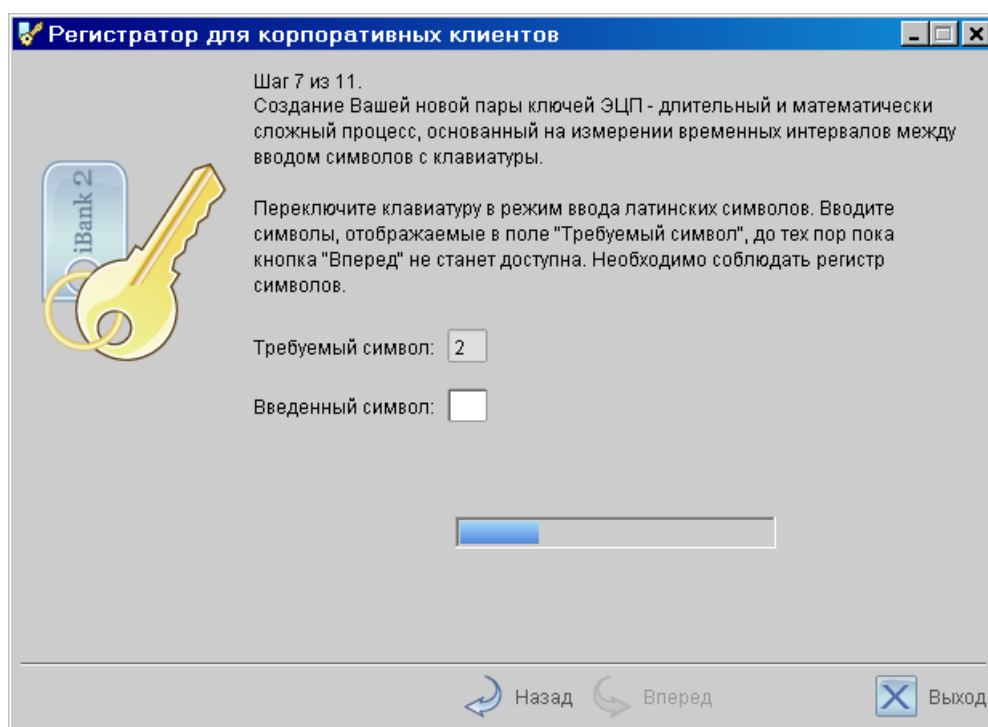 Регистратор для корпоративных клиентов
Шаг 7 из 11.
Создание Вашей новой пары ключей ЭЦП - длительный и математически
сложный процесс, основанный на измерении временных интервалов между
вводом символов с клавиатуры.
iBank 2
Переключите клавиатуру в режим ввода латинских символов. Вводите
символы, отображаемые в поле "Требуемый символ", до тех пор пока
кнопка "Вперед" не станет доступна. Необходимо соблюдать регистр
символов.
Требуемый символ: 2
Введенный символ:
Назад Вперед Выход